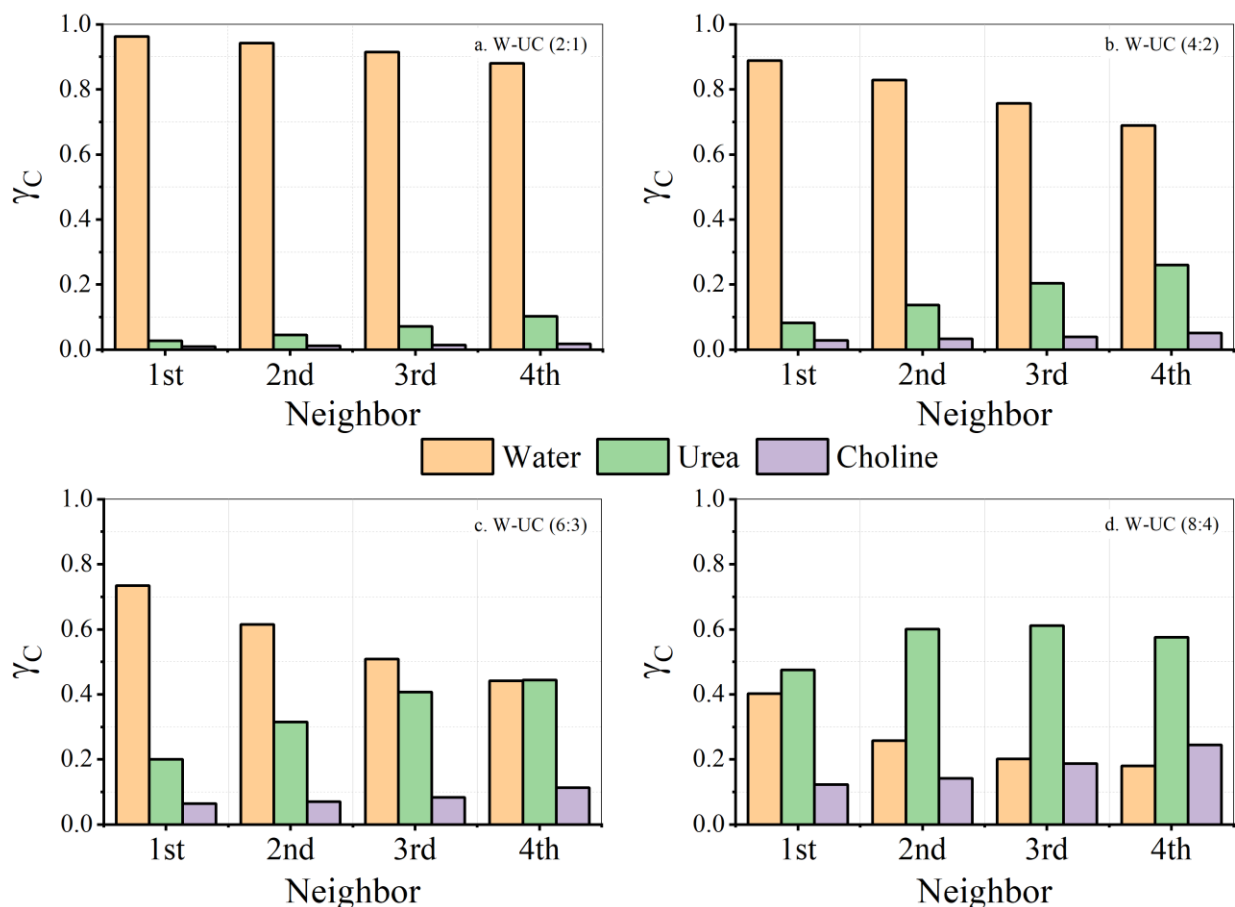 a. W-UC (2:1)
γC
1.0
0.8
0.6
0.4
0.2
0.0
1st 2nd 3rd 4th
Neighbor
b. W-UC (4:2)
γC
1.0
0.8
0.6
0.4
0.2
0.0
1st 2nd 3rd 4th
Neighbor
Water Urea Choline
c. W-UC (6:3)
γC
1.0
0.8
0.6
0.4
0.2
0.0
1st 2nd 3rd 4th
Neighbor
d. W-UC (8:4)
γC
1.0
0.8
0.6
0.4
0.2
0.0
1st 2nd 3rd 4th
Neighbor